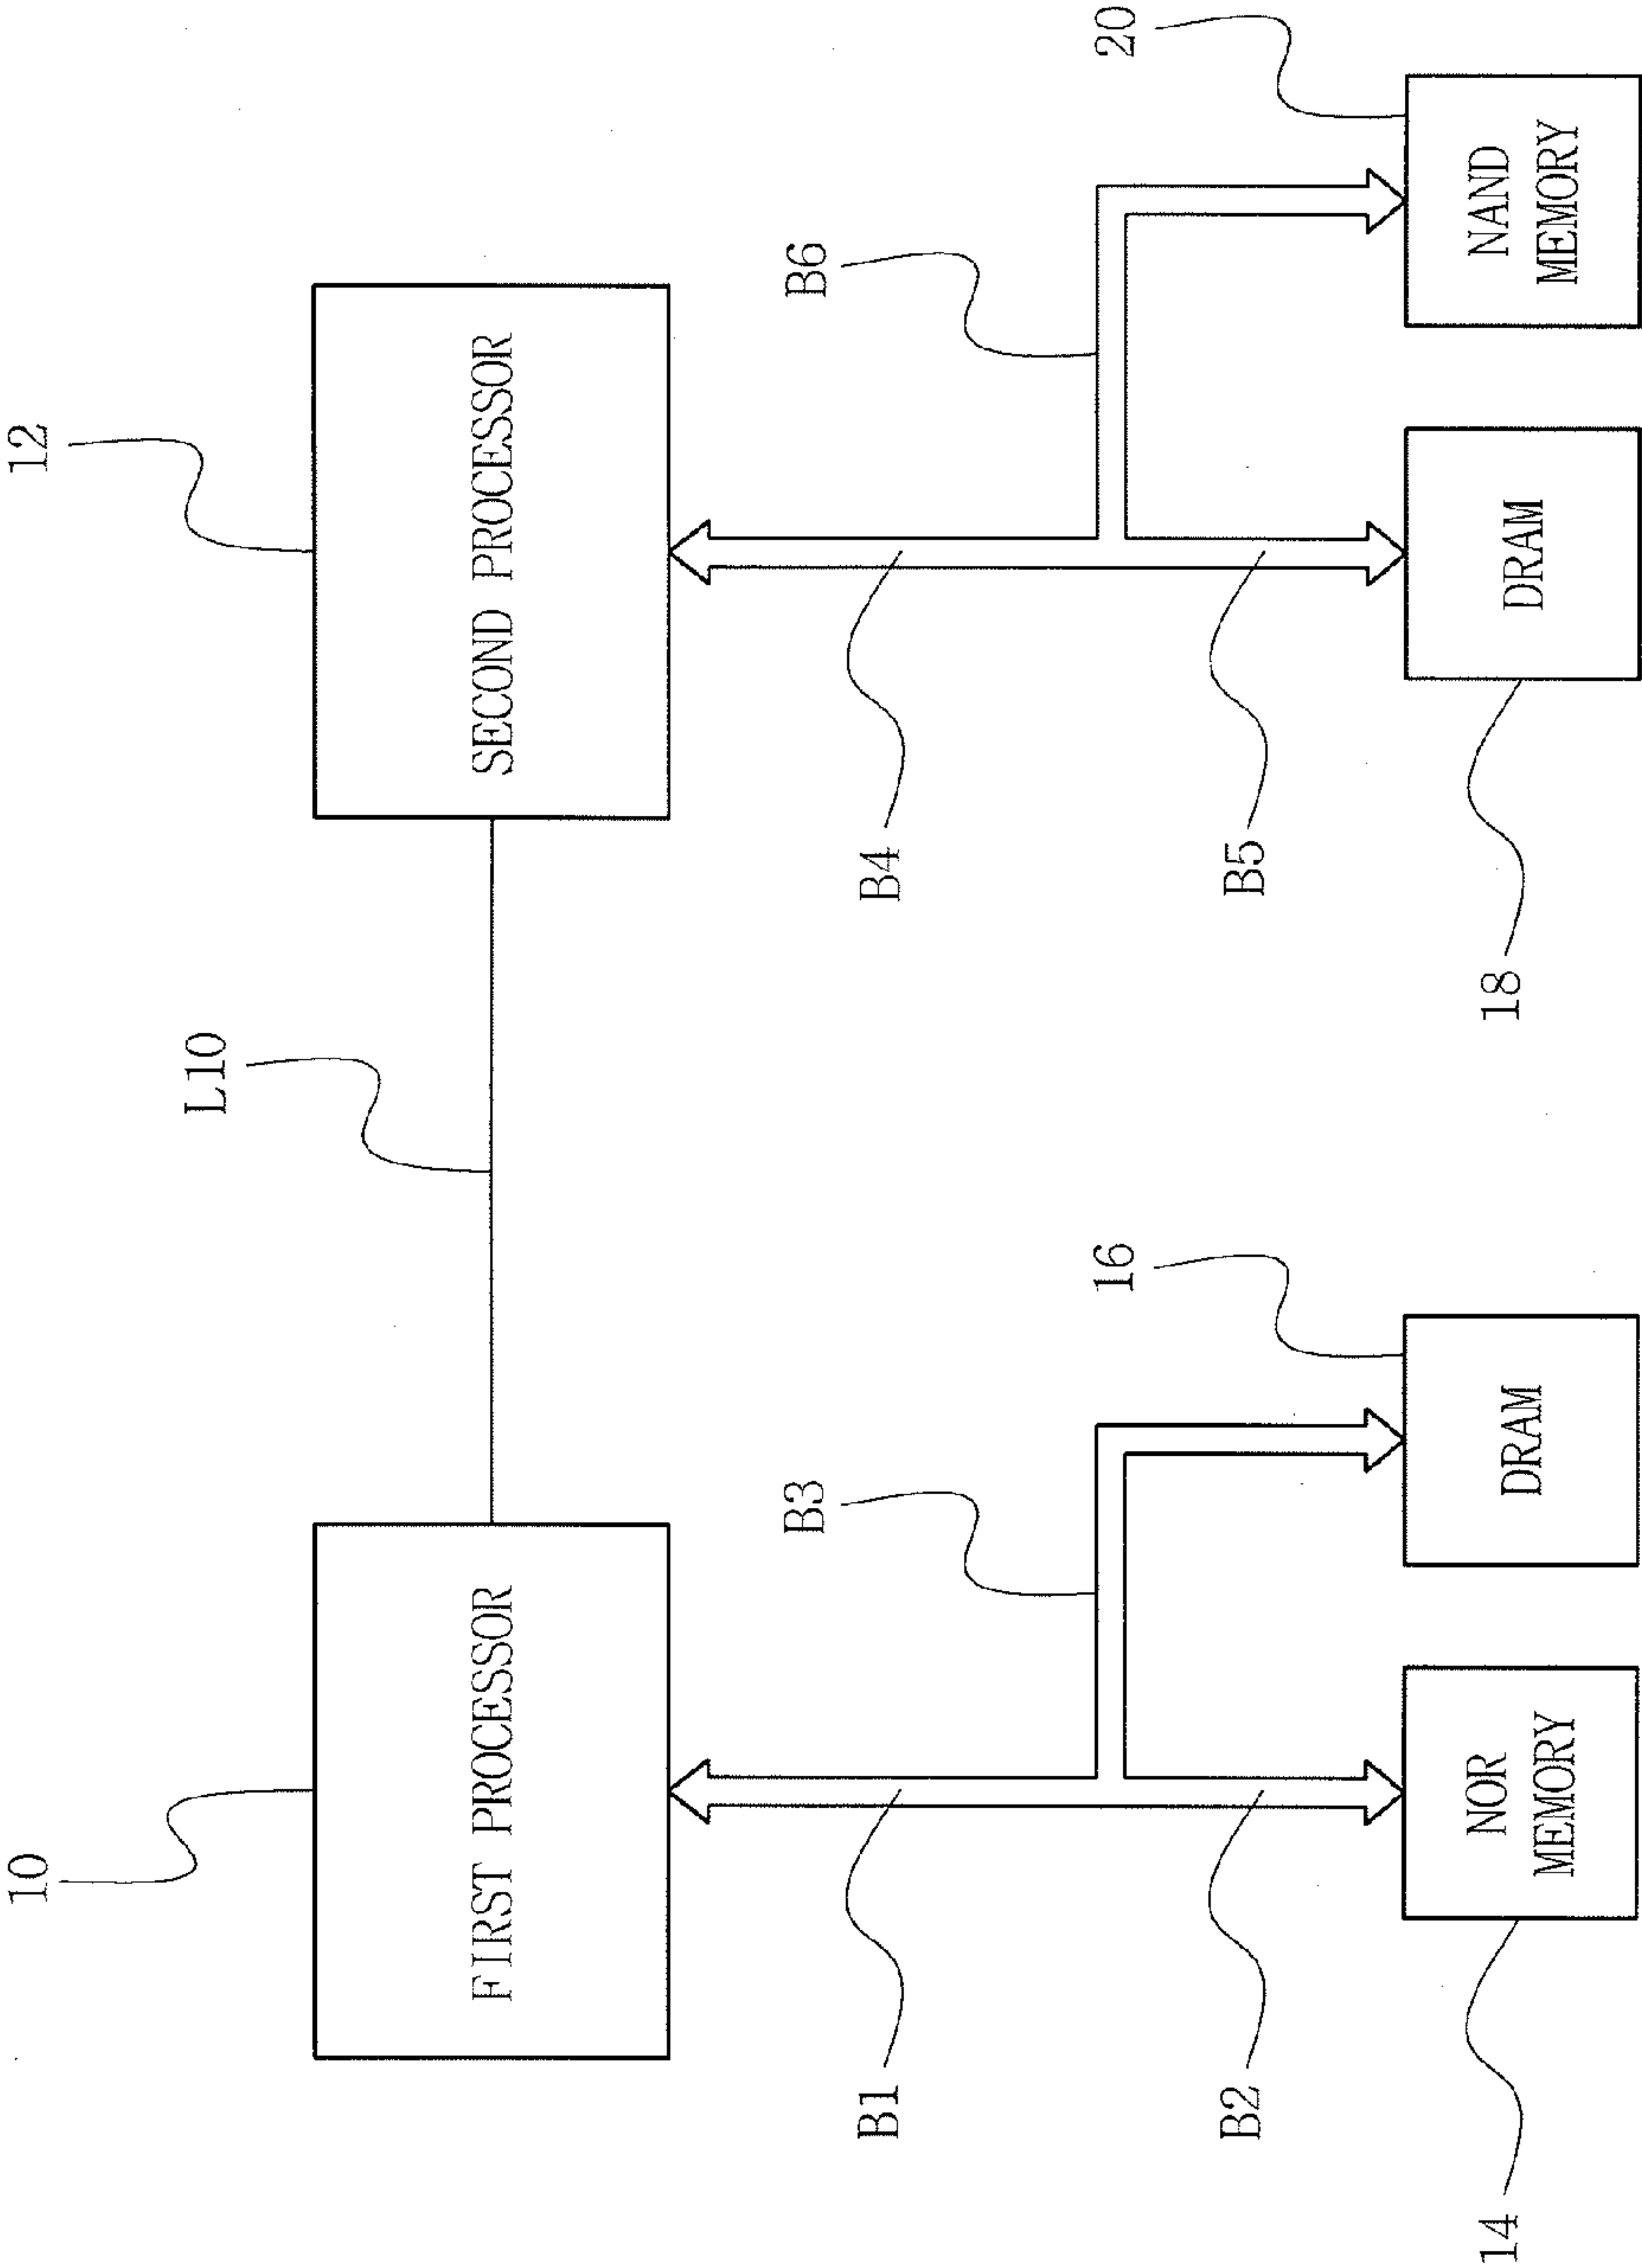 10
12
L10
FIRST PROCESSOR
SECOND PROCESSOR
B1
B3
B4
B6
B2
16
B5
20
14
NOR
MEMORY
DRAM
18
DRAM
NAND
MEMORY